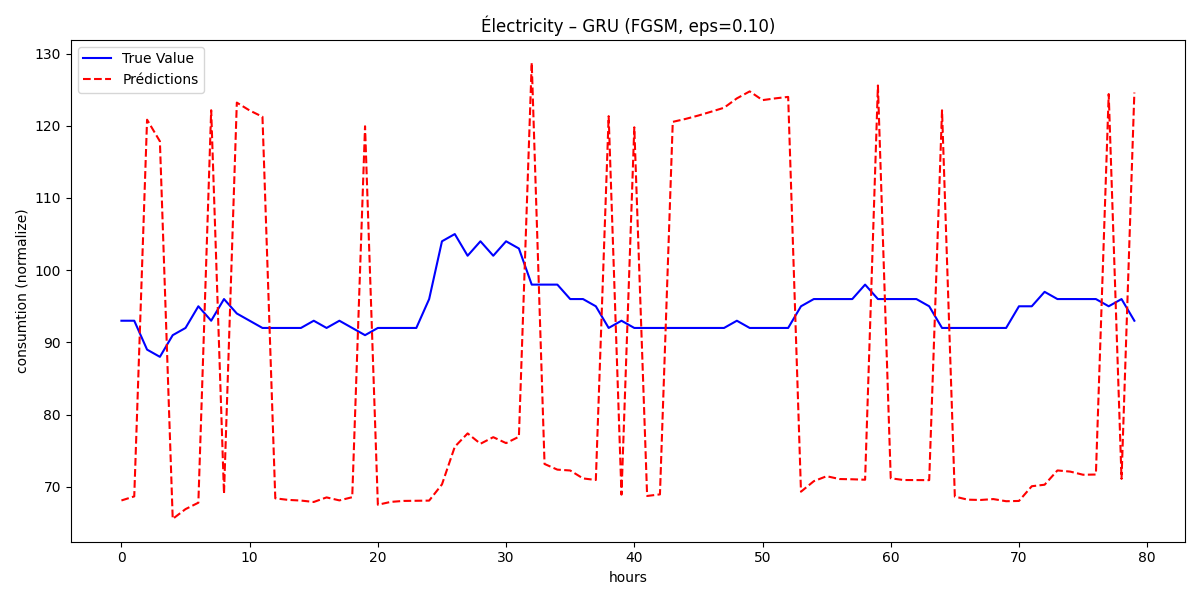 Électricity – GRU (FGSM, eps=0.10)
True Value
Prédictions
consumtion (normalize)
130
120
110
100
90
80
70
0 10 20 30 40 50 60 70 80
hours